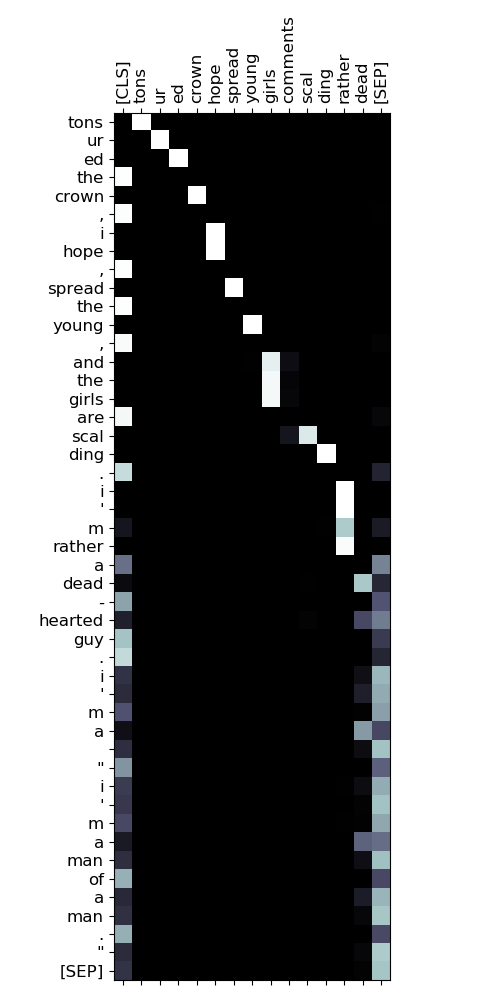 [CLS]
tons
ur
ed
crown
hope
spread
young
girls
comments
scal
ding
rather
dead
[SEP]
tons
ur
ed
the
crown
,
i
hope
,
spread
the
young
,
and
the
girls
are
scal
ding
.
i
'
m
rather
a
dead
-
hearted
guy
.
i
'
m
a
"
i
'
m
a
man
of
a
man
.
"
[SEP]